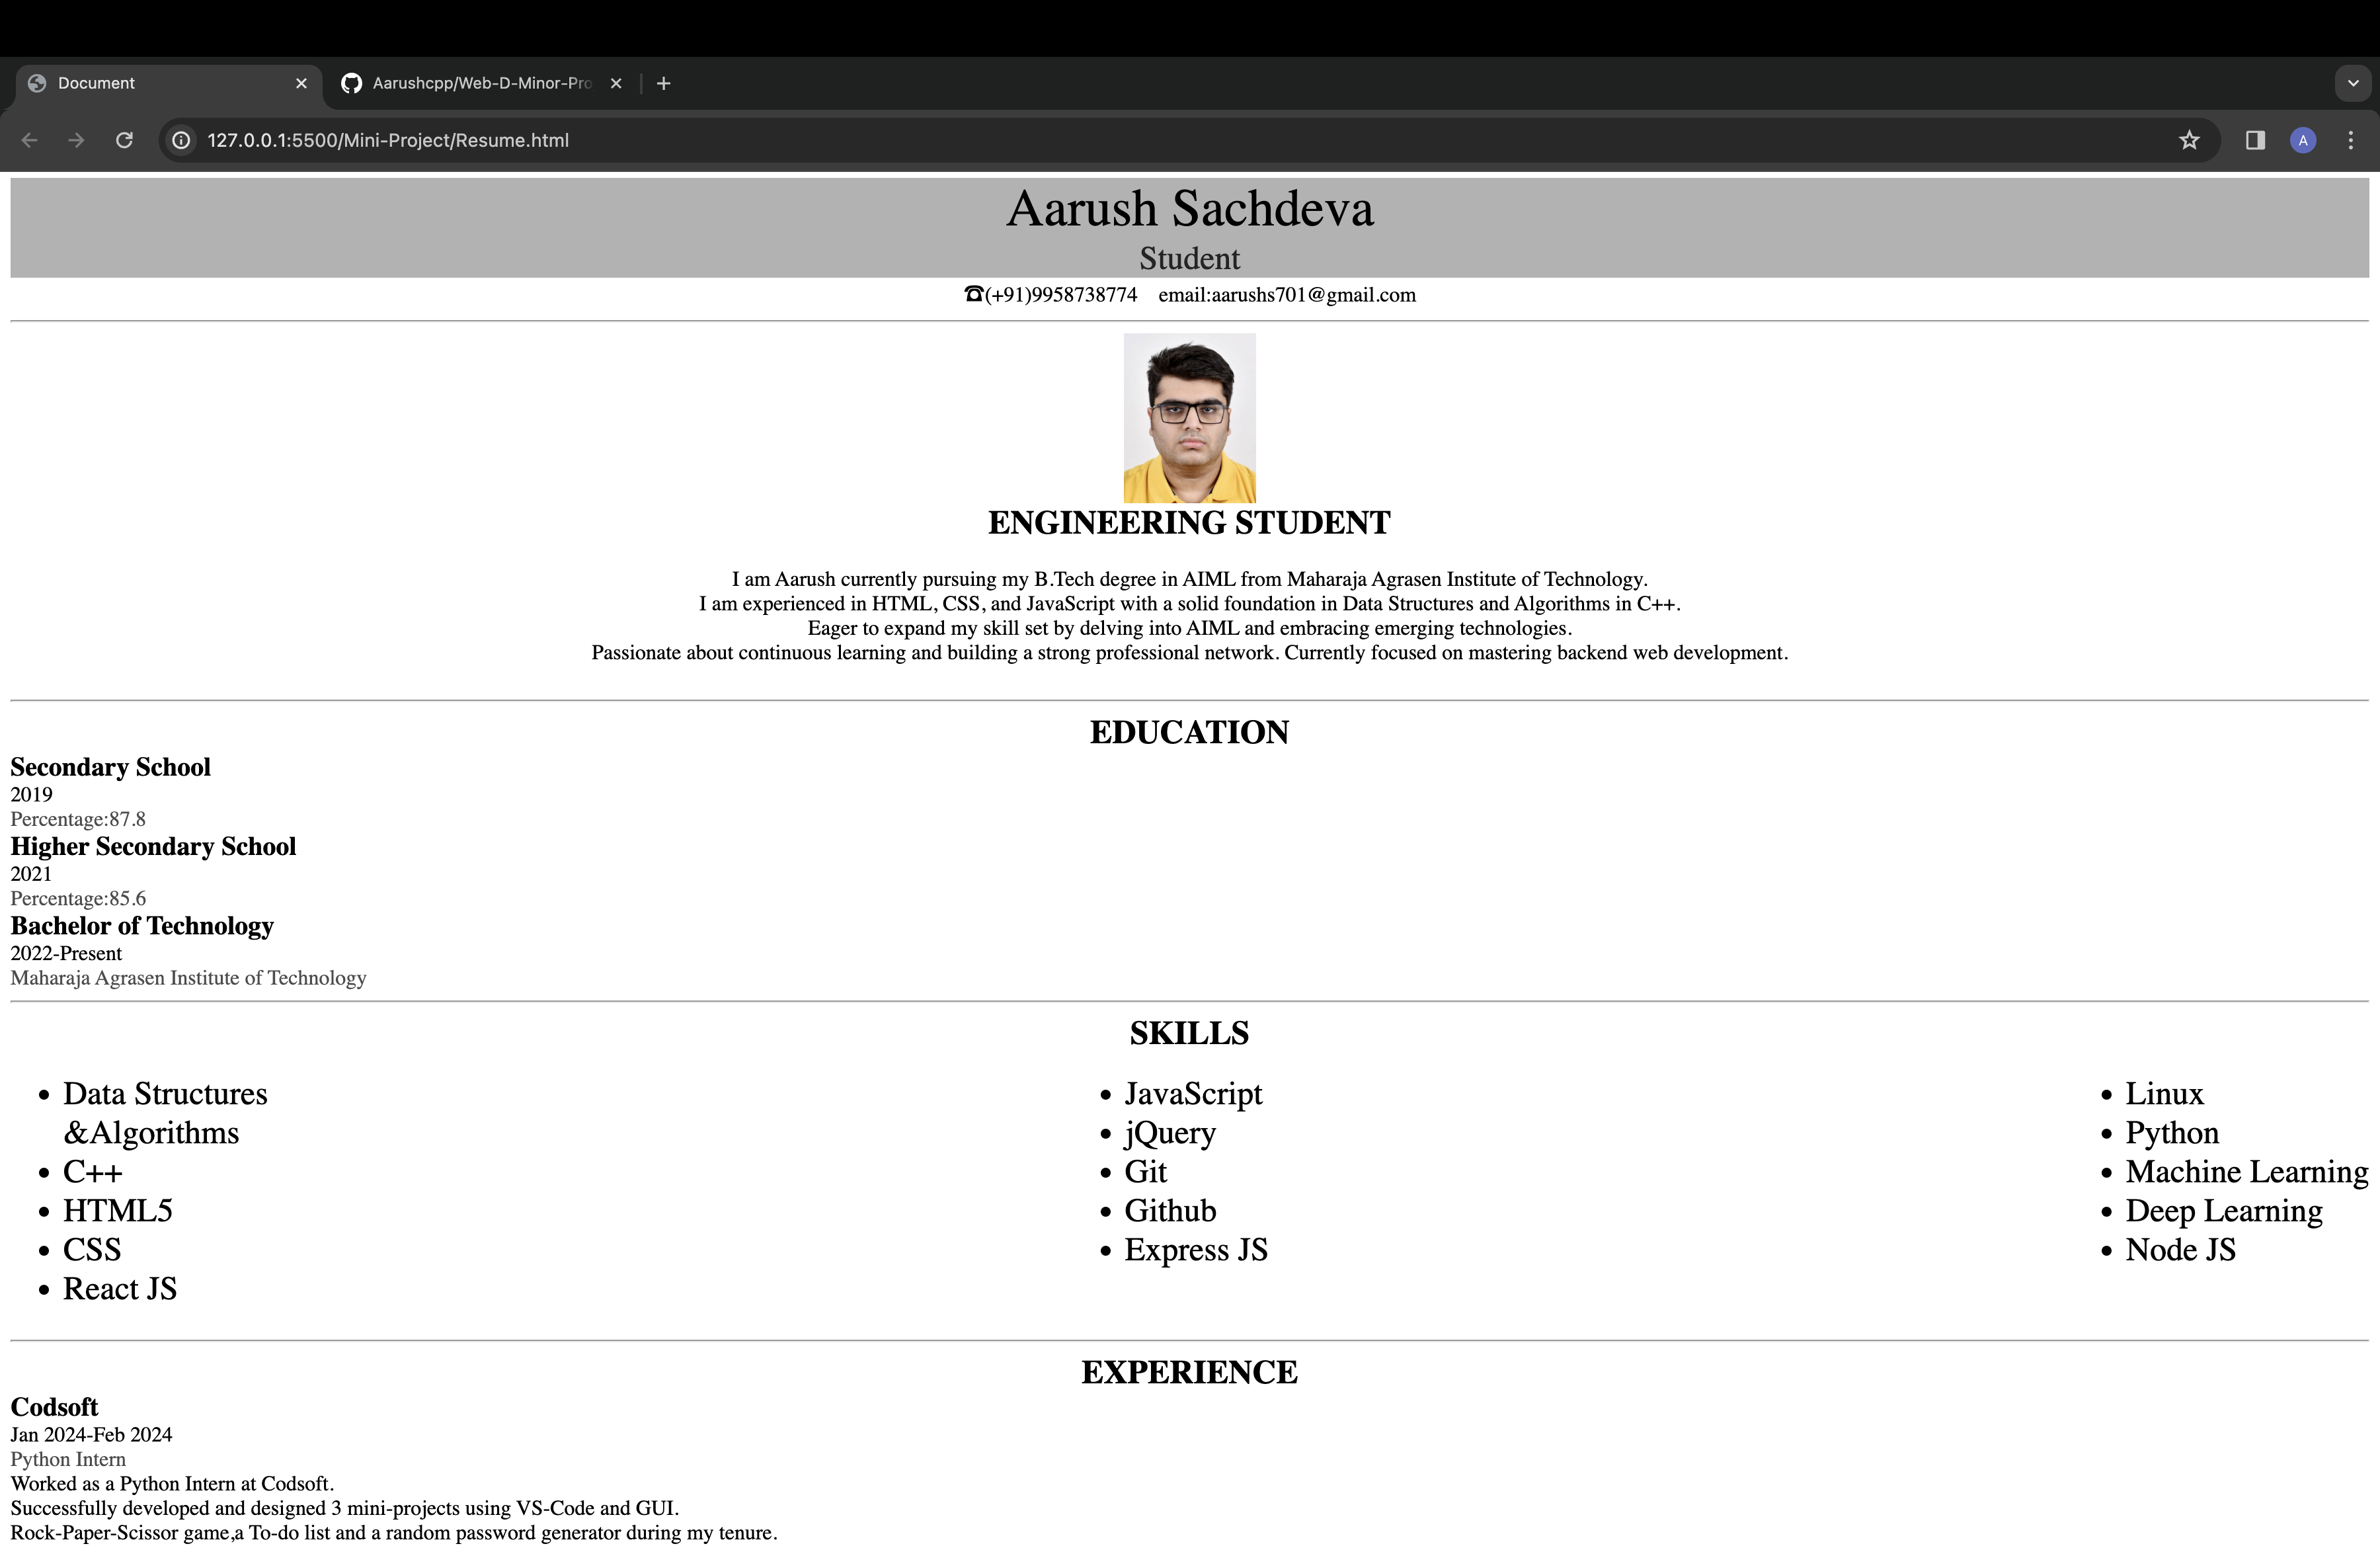 Document
Aarushcpp/Web-D-Minor-Pro
127.0.0.1:5500/Mini-Project/Resume.html
A
Aarush Sachdeva
Student
☎(+91)9958738774 email:aarushs701@gmail.com
ENGINEERING STUDENT
I am Aarush currently pursuing my B.Tech degree in AIML from Maharaja Agrasen Institute of Technology.
I am experienced in HTML, CSS, and JavaScript with a solid foundation in Data Structures and Algorithms in C++.
Eager to expand my skill set by delving into AIML and embracing emerging technologies.
Passionate about continuous learning and building a strong professional network. Currently focused on mastering backend web development.
EDUCATION
Secondary School
2019
Percentage:87.8
Higher Secondary School
2021
Percentage:85.6
Bachelor of Technology
2022-Present
Maharaja Agrasen Institute of Technology
SKILLS
Data Structures
&Algorithms
C++
HTML5
CSS
React JS
JavaScript
jQuery
Git
Github
Express JS
Linux
Python
Machine Learning
Deep Learning
Node JS
EXPERIENCE
Codsoft
Jan 2024-Feb 2024
Python Intern
Worked as a Python Intern at Codsoft.
Successfully developed and designed 3 mini-projects using VS-Code and GUI.
Rock-Paper-Scissor game,a To-do list and a random password generator during my tenure.